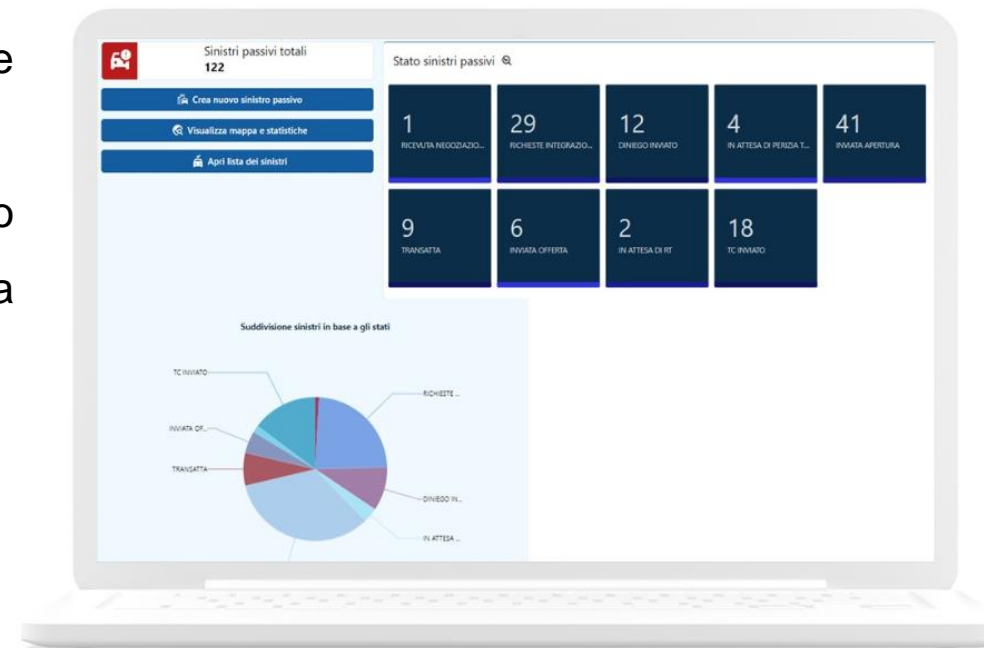 e
o
a
Sinistri passivi totali
122
Crea nuovo sinistro passivo
Visualizza mappa e statistiche
Apri lista dei sinistri
Stato sinistri passivi
1
RICEVUTA NEGOZIAZIO...
29
RICHIESTE INTEGRAZIO...
12
DINIEGO INVIATO
4
IN ATTESA DI PERIZIA T...
41
INVIATA APERTURA
9
TRANSATTA
6
INVIATA OFFERTA
2
IN ATTESA DI RT
18
TC INVIATO
Suddivisione sinistri in base a gli stati
TC INVIATO
RICHIESTE ...
INVIATA OF...
TRANSATTA
DINIEGO IN...
IN ATTESA ...